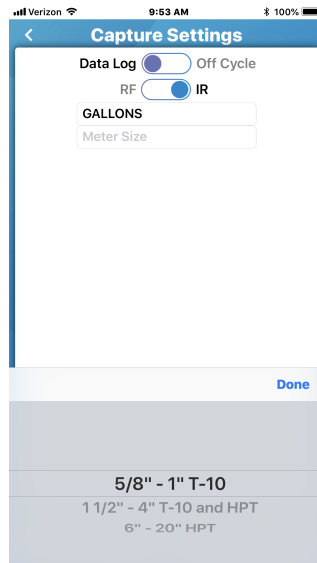 Verizon 9:53 AM 100%
Capture Settings
Data Log Off Cycle
RF IR
GALLONS
Meter Size
Done
5/8" - 1" T-10
1 1/2" - 4" T-10 and HPT
6" - 20" HPT